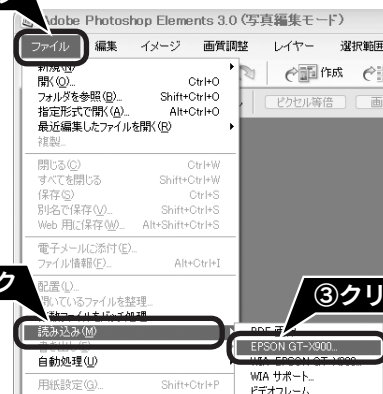 Adobe Photoshop Elements 3.0 (写真編集モード)
ファイル 編集 イメージ 画質調整 レイヤー 選択範囲
新規(N)
開く(O)... Ctrl+O
フォルダを参照(B)... Shift+Ctrl+O
指定形式で開く(A)... Alt+Ctrl+O
最近編集したファイルを開く(R)
複製...
作成
ピクセル等倍 画
閉じる(C) Ctrl+W
すべてを閉じる Shift+Ctrl+W
保存(S) Ctrl+S
別名で保存(V)... Shift+Ctrl+S
Web 用に保存(W)... Alt+Shift+Ctrl+S
電子メールに添付(E)...
ファイル情報(F)... Alt+Ctrl+I
配置(L)...
開いているファイルを整理...
ク
③クリ
読み込み(M)
自動処理(U)
用紙設定(G)... Shift+Ctrl+P
EPSON GT-X900...
WIA-EPSON GT-X900...
WIA サポート...
ビデオフレーム...